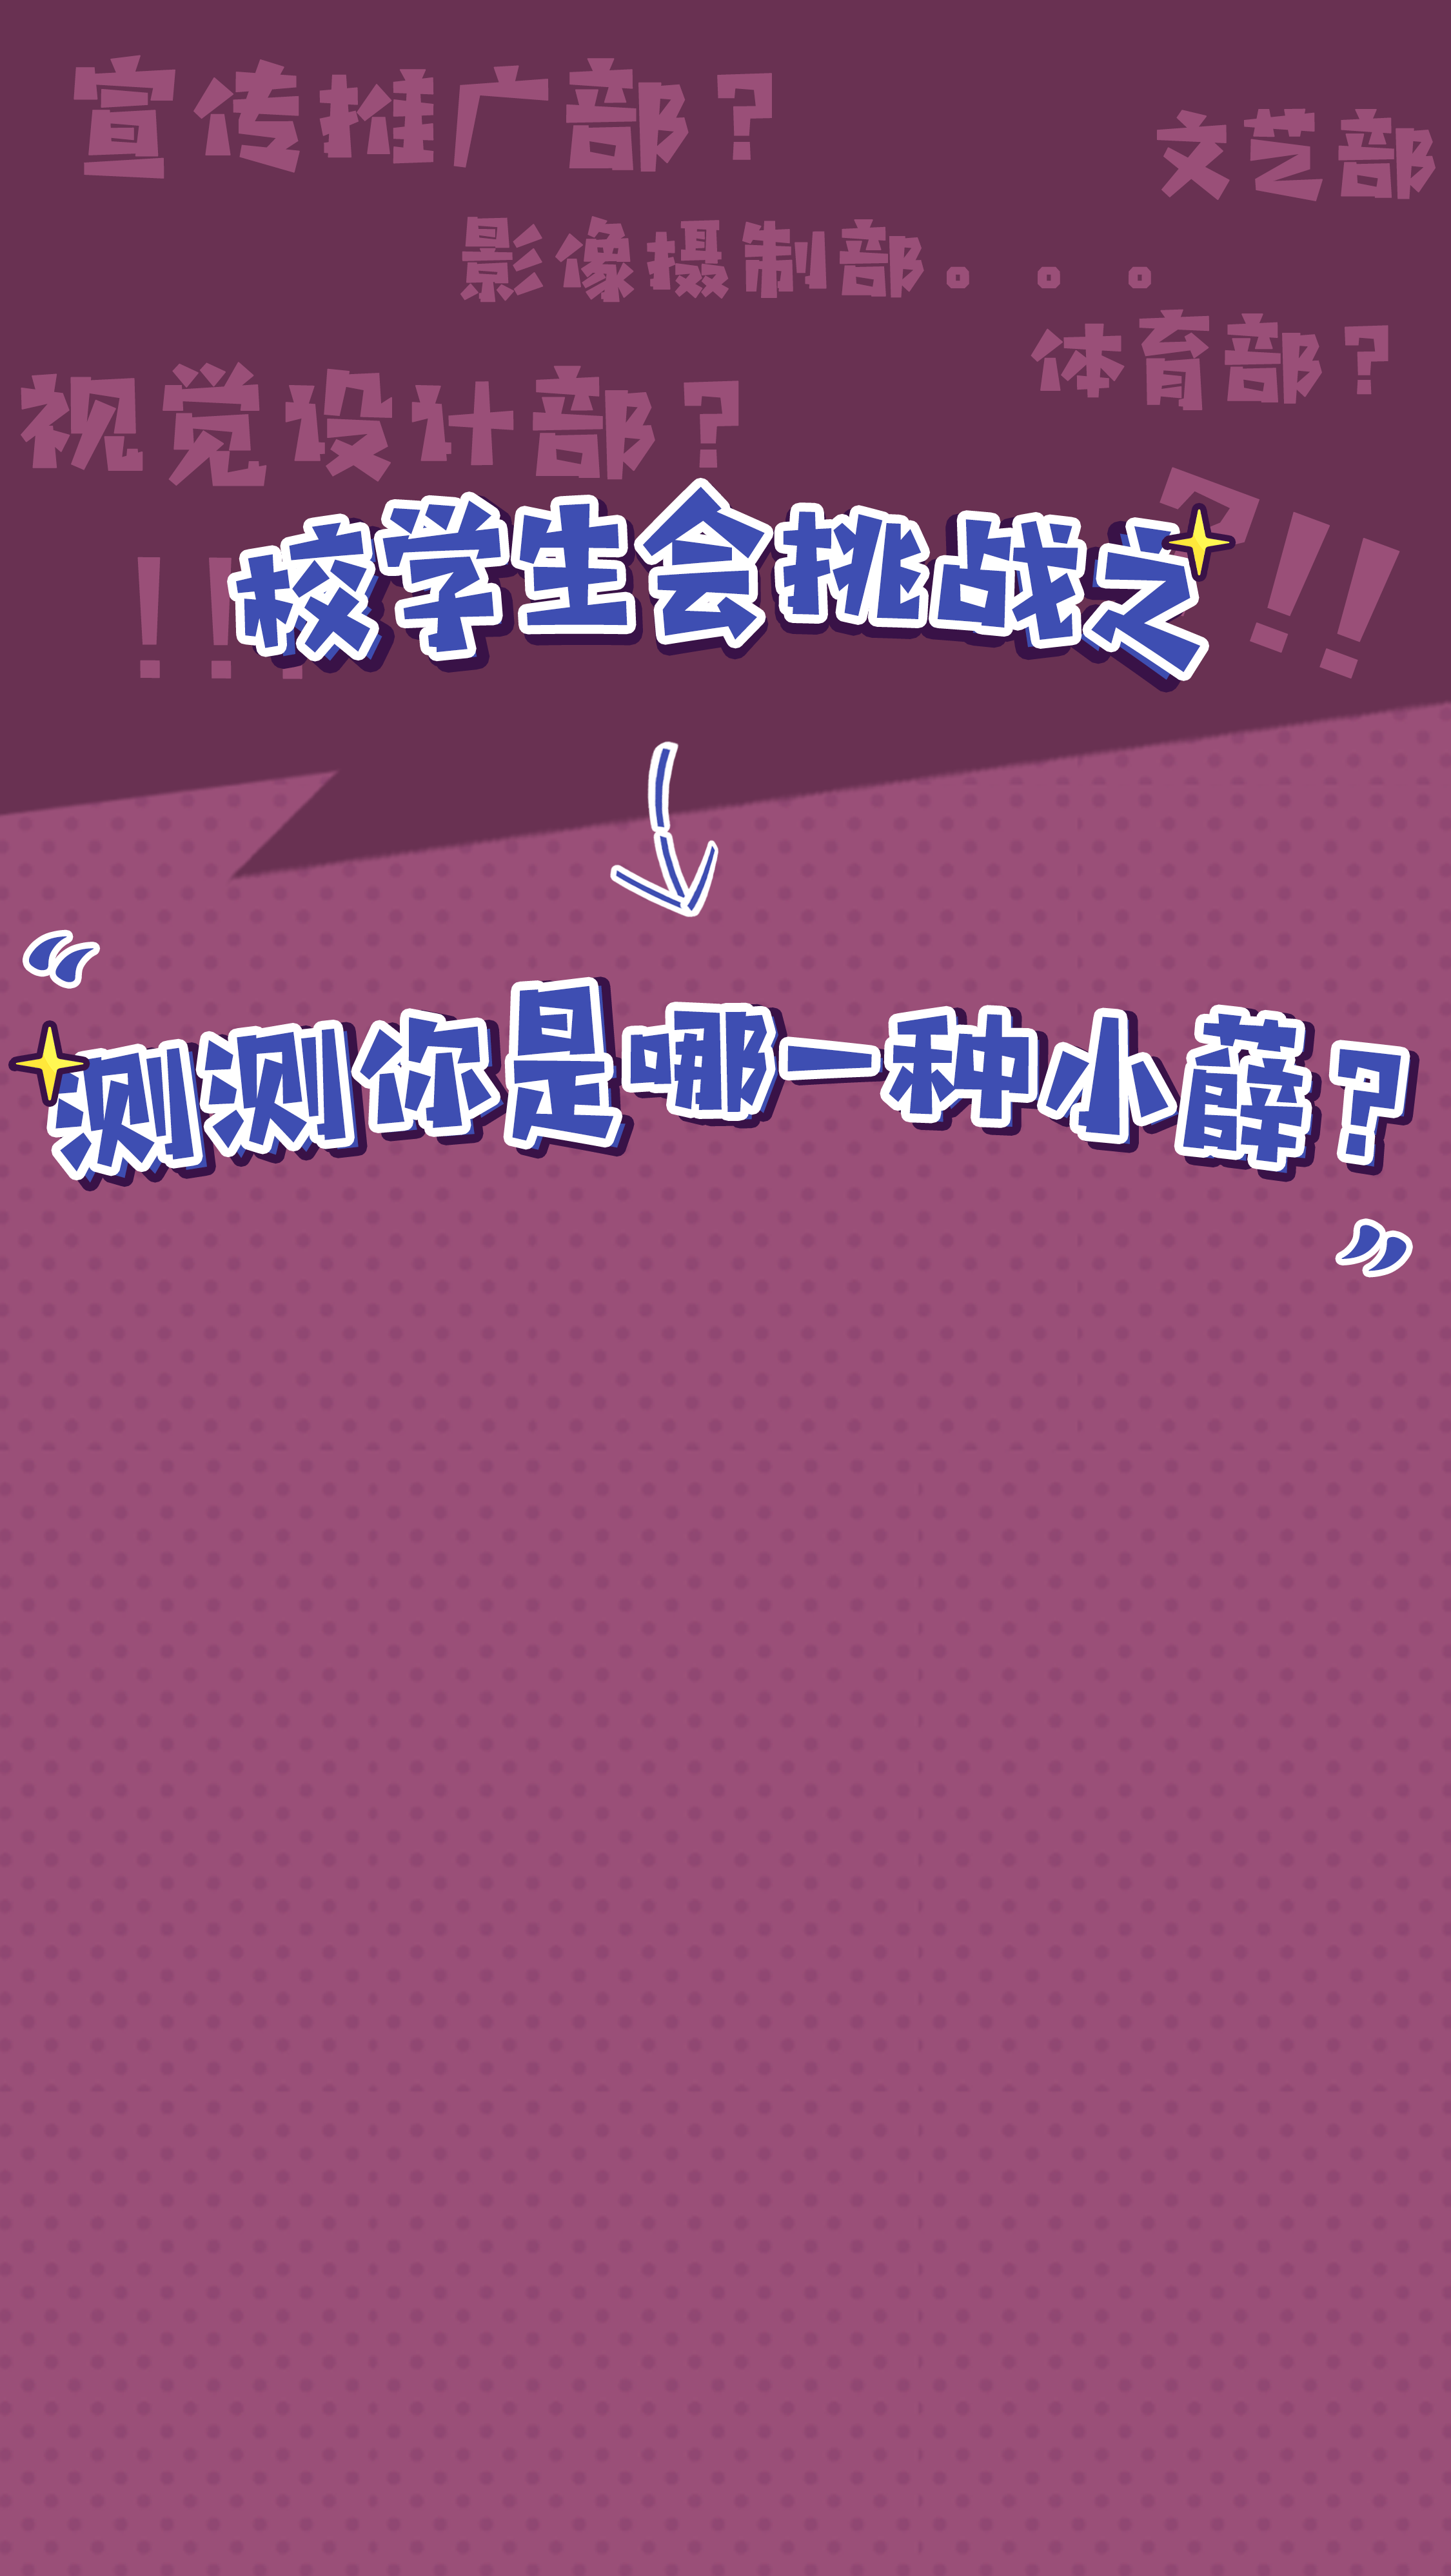 宣传推广部？
文艺部
影像摄制部。。。
体育部？
视觉设计部？
校学生会挑战之
!!!
?!!
“
测测你是哪一种小薛？
”